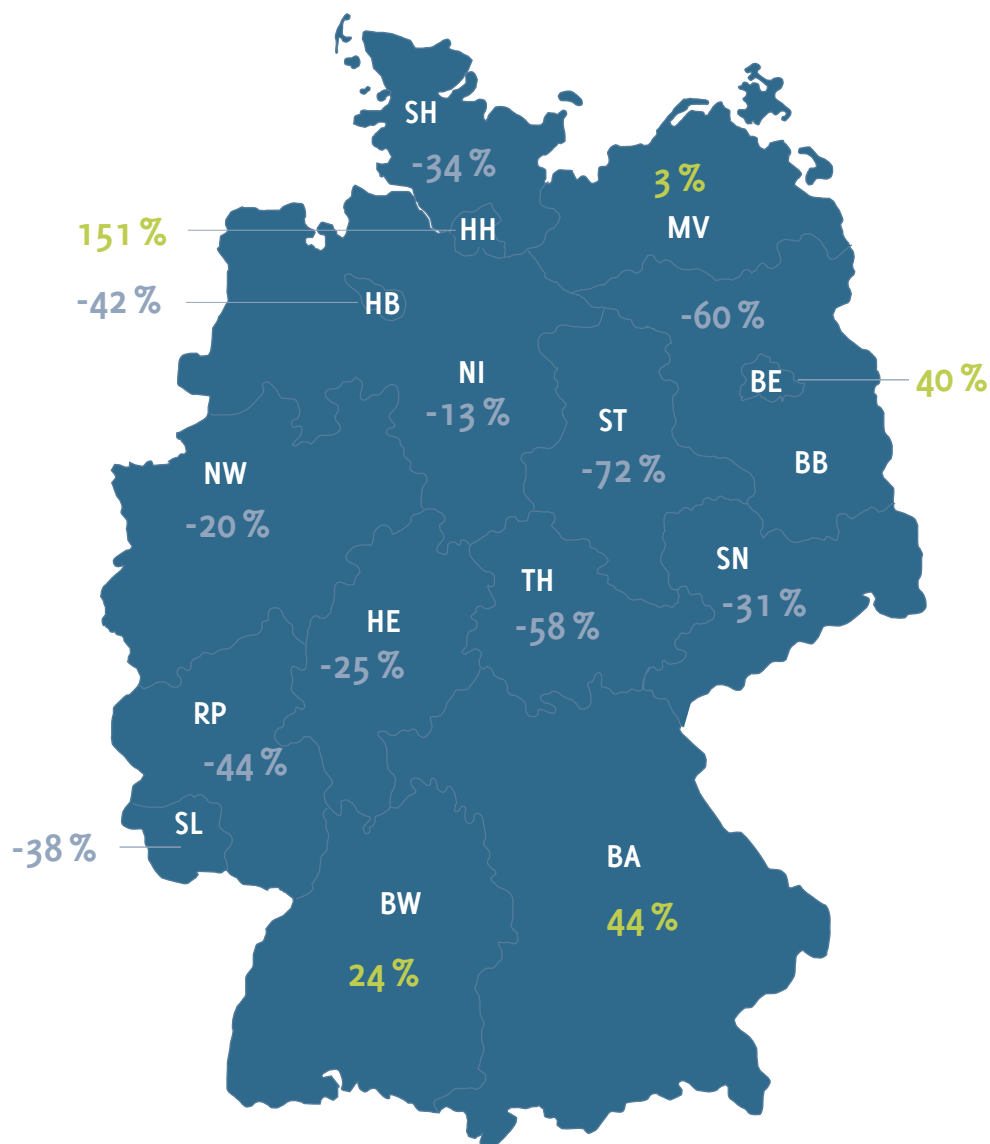 SH
-34 %
3 %
MV
151 %
HH
-42 %
HB
-60 %
NI
-13 %
BE
40 %
ST
-72 %
BB
NW
-20 %
SN
-31 %
TH
-58 %
HE
-25 %
RP
-44 %
SL
-38 %
BA
44 %
BW
24 %